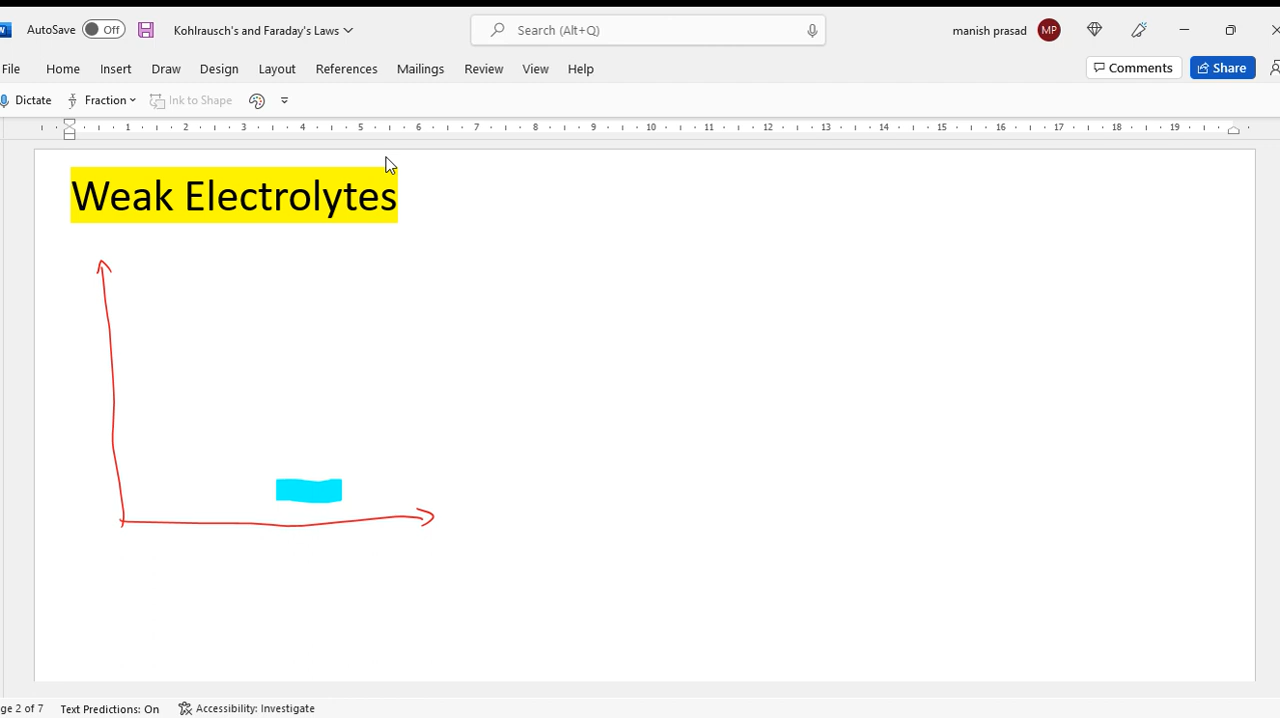 AutoSave Off Kohlrausch's and Faraday's Laws Search (Alt+Q) manish prasad MP
File Home Insert Draw Design Layout References Mailings Review View Help Comments Share
Dictate Fraction Ink to Shape
1 2 3 4 5 6 7 8 9 10 11 12 13 14 15 16 17 18 19
Weak Electrolytes
ge 2 of 7 Text Predictions: On Accessibility: Investigate